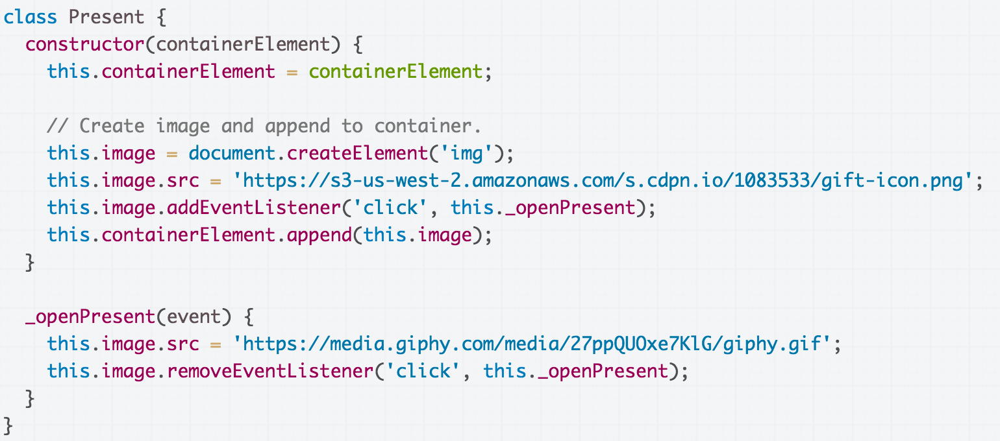 class Present {
  constructor(containerElement) {
    this.containerElement = containerElement;

    // Create image and append to container.
    this.image = document.createElement('img');
    this.image.src = 'https://s3-us-west-2.amazonaws.com/s.cdpn.io/1083533/gift-icon.png';
    this.image.addEventListener('click', this._openPresent);
    this.containerElement.append(this.image);
  }

  _openPresent(event) {
    this.image.src = 'https://media.giphy.com/media/27ppQUOxe7KlG/giphy.gif';
    this.image.removeEventListener('click', this._openPresent);
  }
}